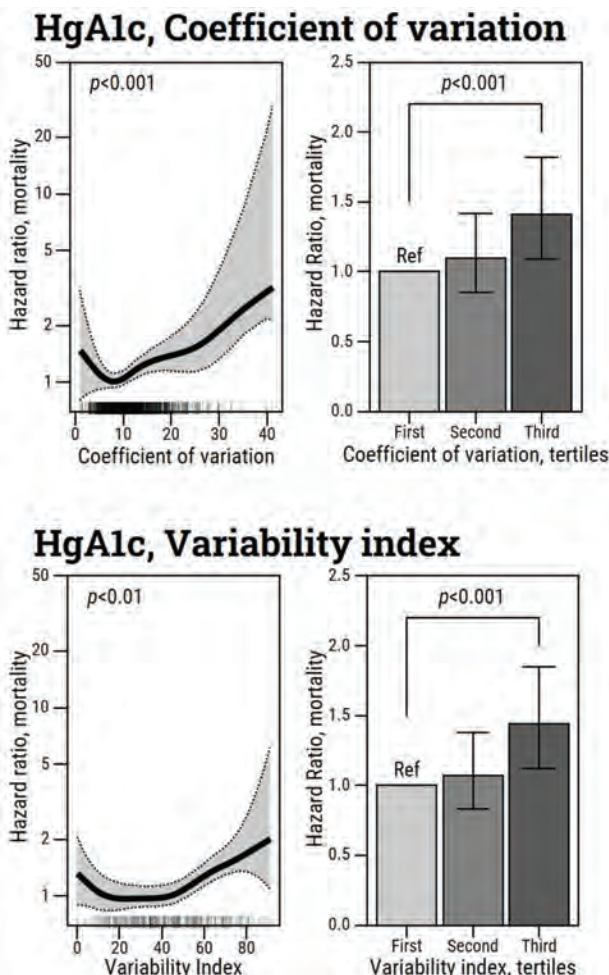 HgA1c, Coefficient of variation
50
20
10
5
2
1
Hazard ratio, mortality
p<0.001
0 10 20 30 40
Coefficient of variation
2.5
2.0
1.5
1.0
0.5
0.0
Hazard Ratio, mortality
p<0.001
Ref
First Second Third
Coefficient of variation, tertiles
HgA1c, Variability index
50
20
10
5
2
1
Hazard ratio, mortality
p<0.01
0 20 40 60 80
Variability Index
2.5
2.0
1.5
1.0
0.5
0.0
Hazard Ratio, mortality
p<0.001
Ref
First Second Third
Variability index, tertiles